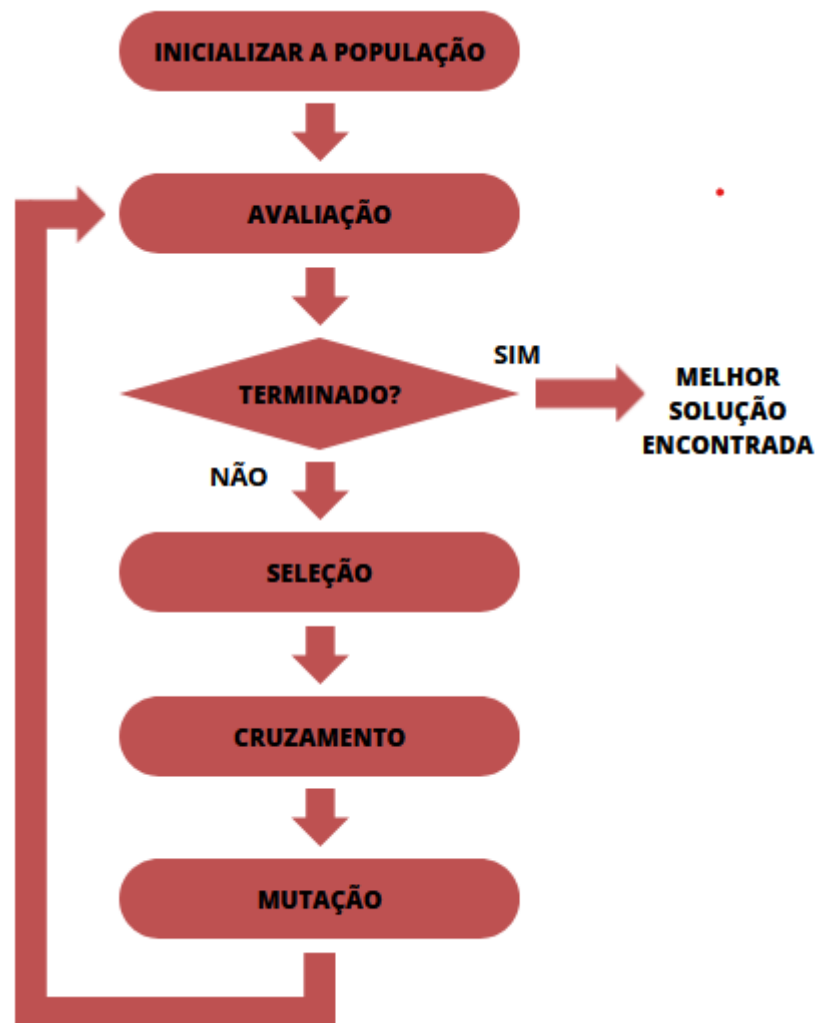 INICIALIZAR A POPULAÇÃO
AVALIAÇÃO
TERMINADO?
SIM
MELHOR
SOLUÇÃO
ENCONTRADA
NÃO
SELEÇÃO
CRUZAMENTO
MUTAÇÃO